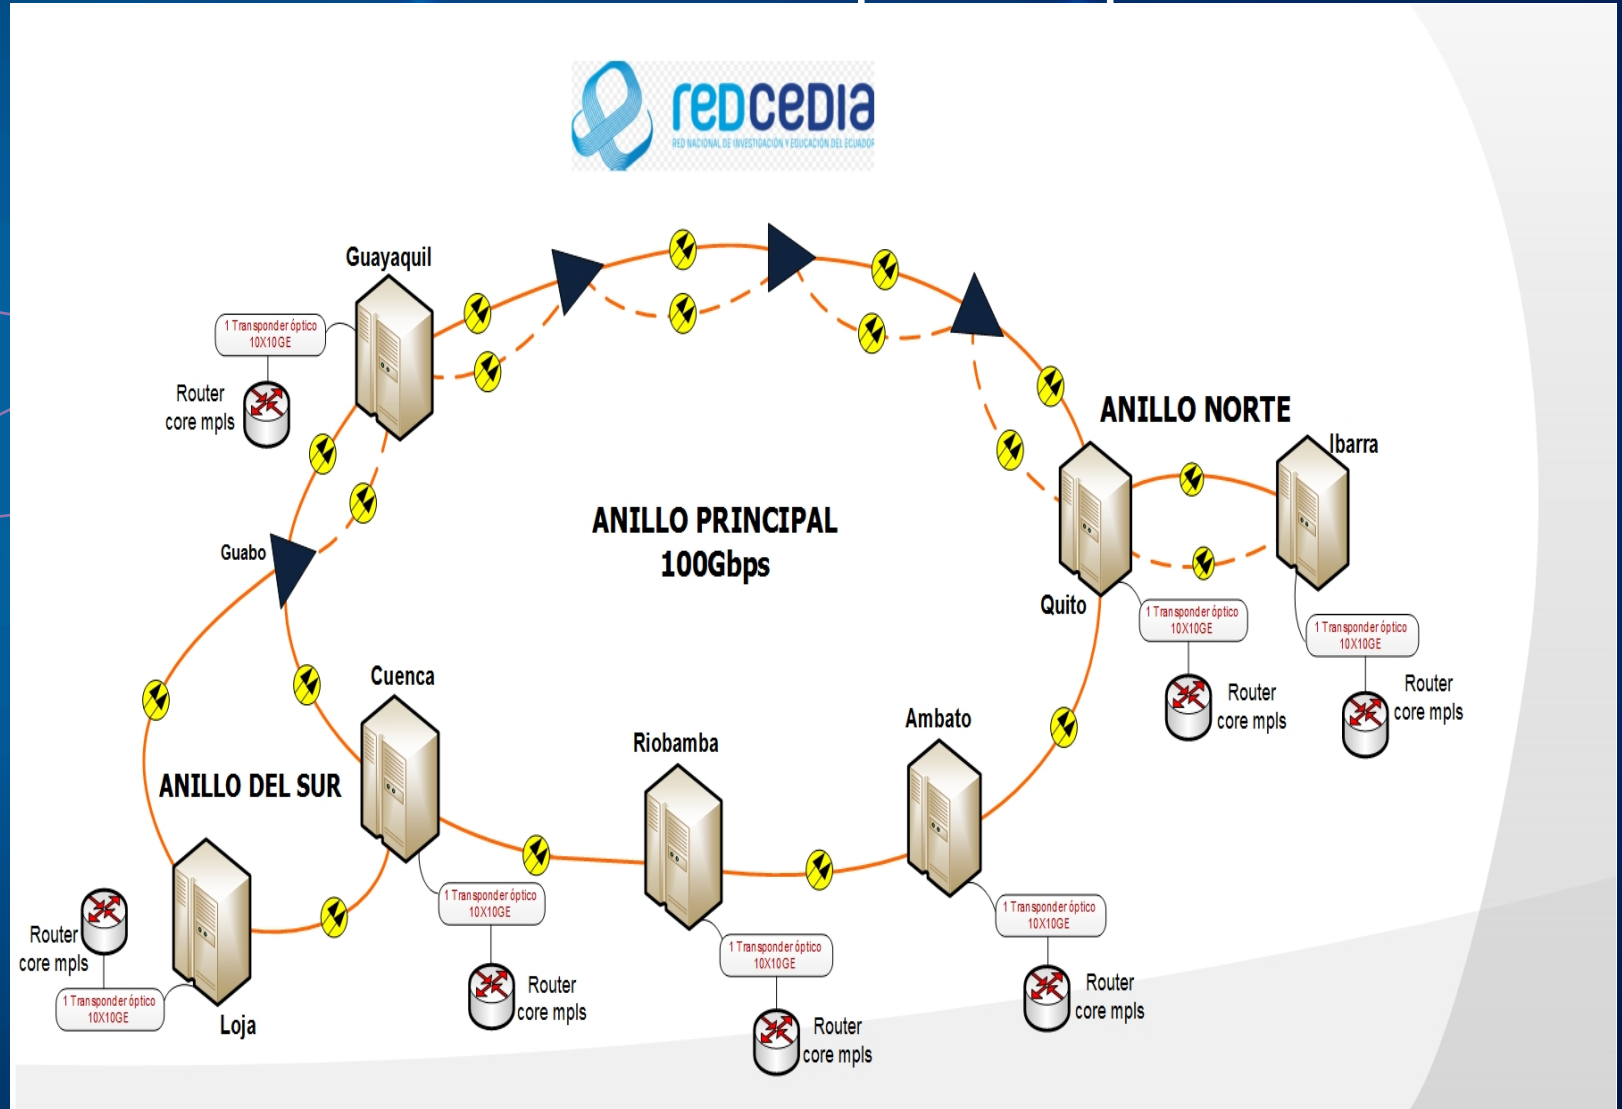 redcedia
RED NACIONAL DE INVESTIGACIÓN Y EDUCACIÓN DEL ECUADOR
Guayaquil
1 Transponder óptico
10X10GE
Router
core mpls
ANILLO NORTE
Ibarra
ANILLO PRINCIPAL
100Gbps
Guabo
Quito
1 Transponder óptico
10X10GE
1 Transponder óptico
10X10GE
Router
core mpls
Router
core mpls
Cuenca
Ambato
Riobamba
ANILLO DEL SUR
1 Transponder óptico
10X10GE
1 Transponder óptico
10X10GE
Router
core mpls
1 Transponder óptico
10X10GE
Router
core mpls
Router
core mpls
1 Transponder óptico
10X10GE
Loja
Router
core mpls